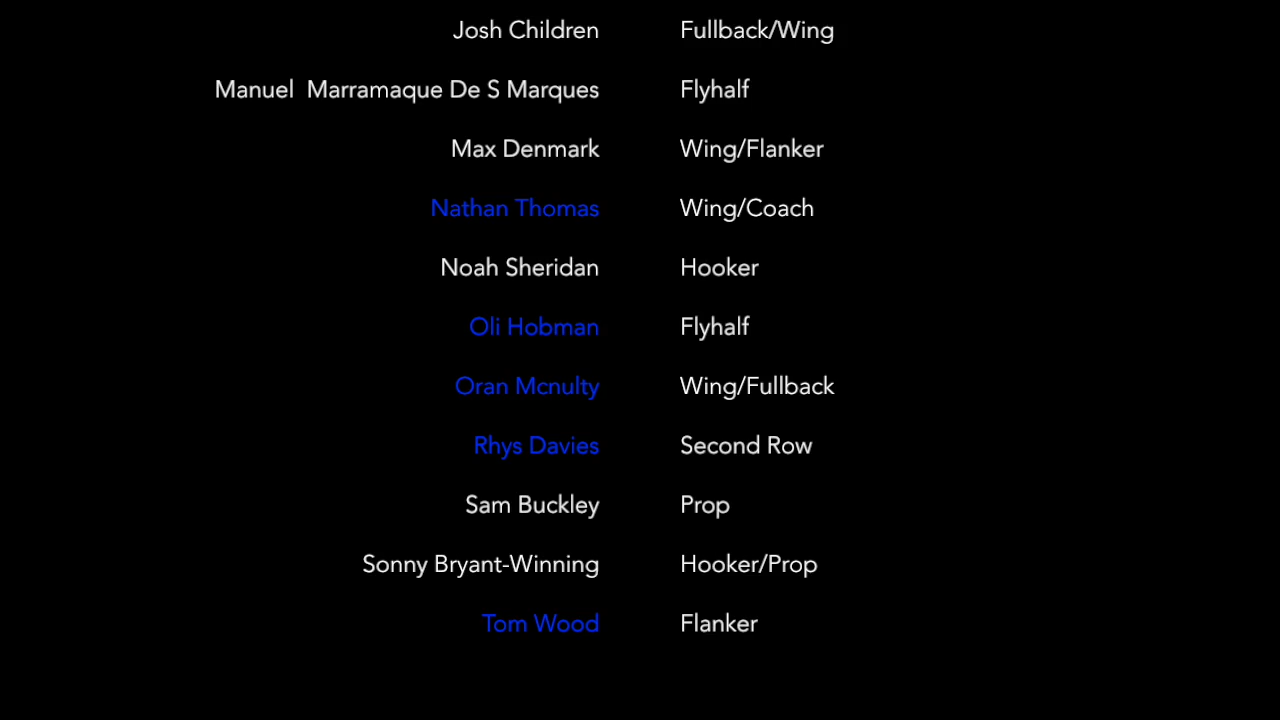 Josh Children Fullback/Wing
Manuel  Marramaque De S Marques Flyhalf
Max Denmark Wing/Flanker
Nathan Thomas Wing/Coach
Noah Sheridan Hooker
Oli Hobman Flyhalf
Oran Mcnulty Wing/Fullback
Rhys Davies Second Row
Sam Buckley Prop
Sonny Bryant-Winning Hooker/Prop
Tom Wood Flanker